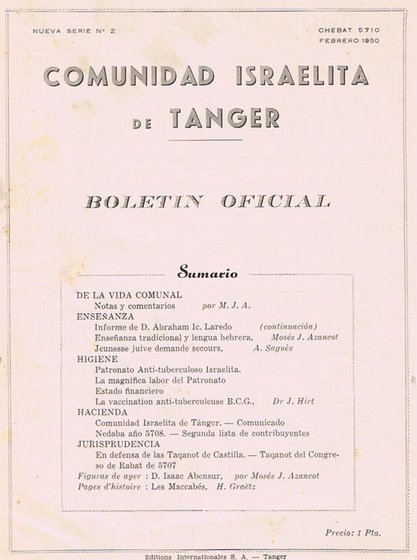 NUEVA SERIE Nº 2
CHEBAT 5710
FEBRERO 1950
COMUNIDAD ISRAELITA
DE TANGER
BOLETIN OFICIAL
Sumario
DE LA VIDA COMUNAL
Notas y comentarios por M. J. A.
ENSEÑANZA
Informe de D. Abraham Ic. Laredo (continuación)
Enseñanza tradicional y lengua hebrera, Mosés J. Azancot
Jeunesse juive demande secours, A. Saguès
HIGIENE
Patronato Anti-tuberculoso Israelita.
La magnífica labor del Patronato
Estado financiero
La vaccination anti-tuberculeuse B.C.G., Dr J. Hirt
HACIENDA
Comunidad Israelita de Tánger. — Comunicado
Nedaba año 5708. — Segunda lista de contribuyentes
JURISPRUDENCIA
En defensa de las Taqanot de Castilla. — Taqanot del Congre-
so de Rabat de 5707
Figuras de ayer : D. Isaac Abensur, por Mosés J. Azancot
Pages d'histoire : Les Maccabés, H. Graëtz
Precio: 1 Pta.
Editions Internationales S. A. — Tanger